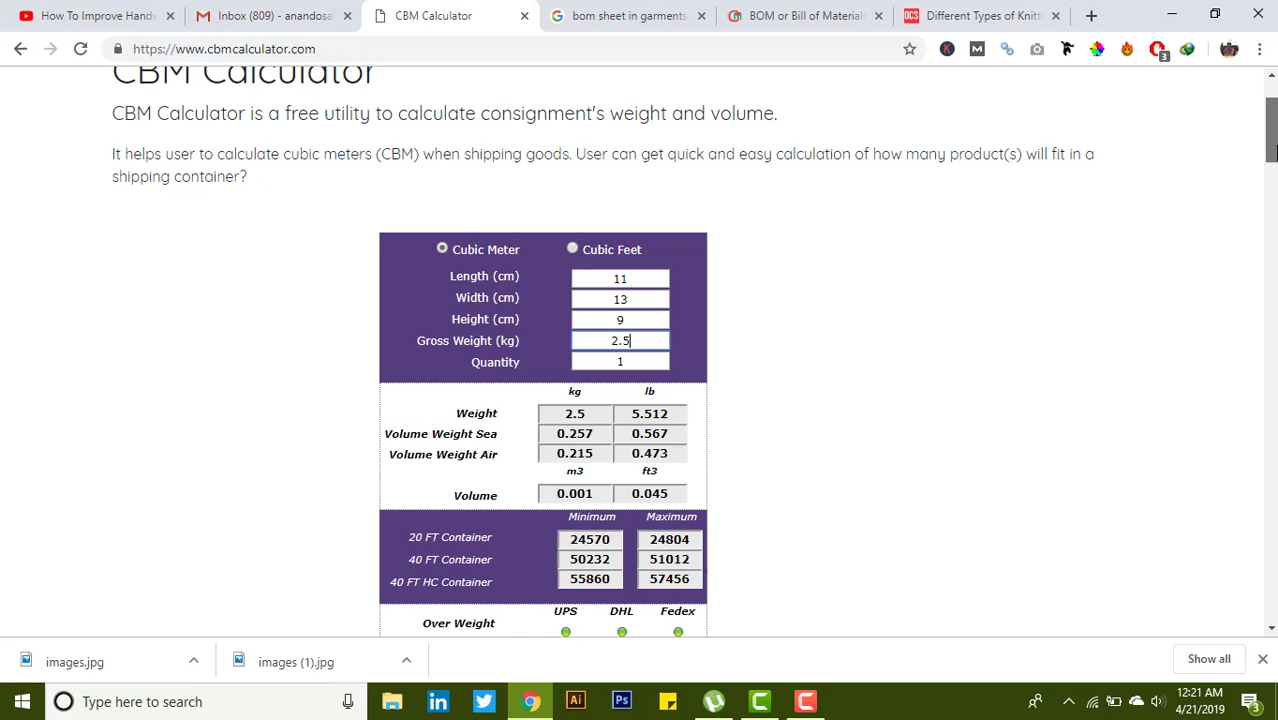 How To Improve Handw
Inbox (809) - anandosal
CBM Calculator
bom sheet in garments
BOM or Bill of Materials
Different Types of Knitte
https://www.cbmcalculator.com
3
CBM Calculator
CBM Calculator is a free utility to calculate consignment's weight and volume.
It helps user to calculate cubic meters (CBM) when shipping goods. User can get quick and easy calculation of how many product(s) will fit in a
shipping container?
Cubic Meter Cubic Feet
Length (cm) 11
Width (cm) 13
Height (cm) 9
Gross Weight (kg) 2.5
Quantity 1
kg lb
Weight 2.5 5.512
Volume Weight Sea 0.257 0.567
Volume Weight Air 0.215 0.473
m3 ft3
Volume 0.001 0.045
Minimum Maximum
20 FT Container 24570 24804
40 FT Container 50232 51012
40 FT HC Container 55860 57456
UPS DHL Fedex
Over Weight
images.jpg
images (1).jpg
Show all
Type here to search
12:21 AM
4/21/2019
3